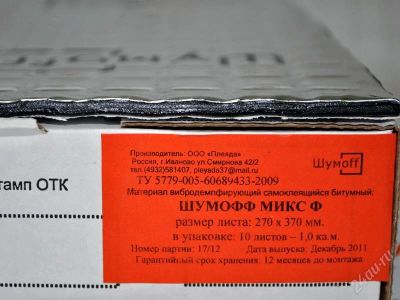 Производитель: ООО «Плеяда»
Россия, г. Иваново ул.Смирнова 42/2
тел.(4932)581407, pleyada37@mail.ru
Шумoff
ТУ 5779-005-60689433-2009
Материал вибродемпфирующий самоклеящийся битумный:
ШУМОФФ МИКС Ф
размер листа: 270 х 370 мм.
в упаковке: 10 листов – 1,0 кв.м.
Номер партии: 17/12 Дата выпуска: Декабрь 2011
Гарантийный срок хранения: 12 месяцев до монтажа
тамп ОТК
24au.ru